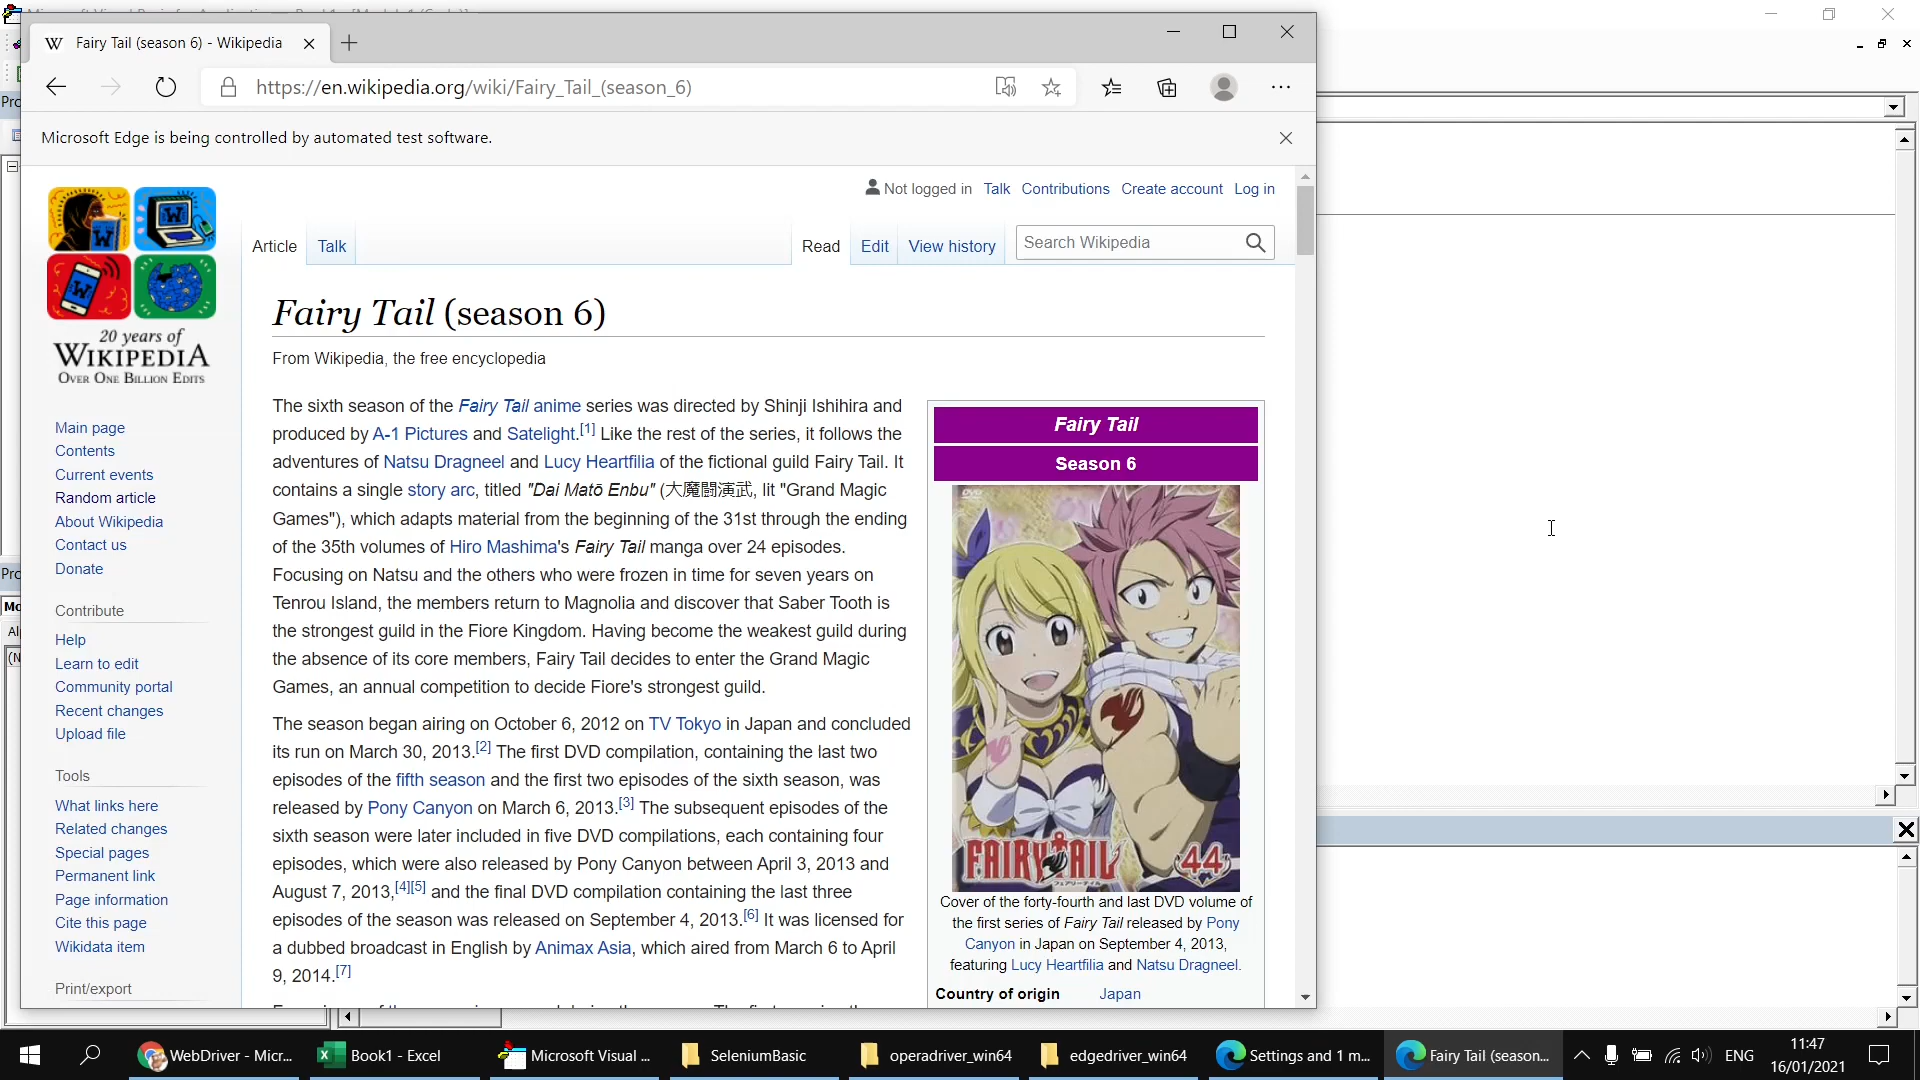 Fairy Tail (season 6) - Wikipedia
https://en.wikipedia.org/wiki/Fairy_Tail_(season_6)
Microsoft Edge is being controlled by automated test software.
Not logged in Talk Contributions Create account Log in
Article Talk Read Edit View history Search Wikipedia
20 years of
WIKIPEDIA
OVER ONE BILLION EDITS
Main page
Contents
Current events
Random article
About Wikipedia
Contact us
Donate
Contribute
Help
Learn to edit
Community portal
Recent changes
Upload file
Tools
What links here
Related changes
Special pages
Permanent link
Page information
Cite this page
Wikidata item
Print/export
Fairy Tail (season 6)
From Wikipedia, the free encyclopedia
The sixth season of the Fairy Tail anime series was directed by Shinji Ishihira and
produced by A-1 Pictures and Satelight.[1] Like the rest of the series, it follows the
adventures of Natsu Dragneel and Lucy Heartfilia of the fictional guild Fairy Tail. It
contains a single story arc, titled "Dai Matō Enbu" (大魔闘演武, lit "Grand Magic
Games"), which adapts material from the beginning of the 31st through the ending
of the 35th volumes of Hiro Mashima's Fairy Tail manga over 24 episodes.
Focusing on Natsu and the others who were frozen in time for seven years on
Tenrou Island, the members return to Magnolia and discover that Saber Tooth is
the strongest guild in the Fiore Kingdom. Having become the weakest guild during
the absence of its core members, Fairy Tail decides to enter the Grand Magic
Games, an annual competition to decide Fiore's strongest guild.
The season began airing on October 6, 2012 on TV Tokyo in Japan and concluded
its run on March 30, 2013.[2] The first DVD compilation, containing the last two
episodes of the fifth season and the first two episodes of the sixth season, was
released by Pony Canyon on March 6, 2013.[3] The subsequent episodes of the
sixth season were later included in five DVD compilations, each containing four
episodes, which were also released by Pony Canyon between April 3, 2013 and
August 7, 2013,[4][5] and the final DVD compilation containing the last three
episodes of the season was released on September 4, 2013.[6] It was licensed for
a dubbed broadcast in English by Animax Asia, which aired from March 6 to April
9, 2014.[7]
Fairy Tail
Season 6
DVD
FAIRY TAIL
フェアリーテイル
44
Cover of the forty-fourth and last DVD volume of
the first series of Fairy Tail released by Pony
Canyon in Japan on September 4, 2013,
featuring Lucy Heartfilia and Natsu Dragneel.
Country of origin Japan
WebDriver - Micr...
Book1 - Excel
Microsoft Visual ...
SeleniumBasic
operadriver_win64
edgedriver_win64
Settings and 1 m...
Fairy Tail (season...
ENG
11:47
16/01/2021